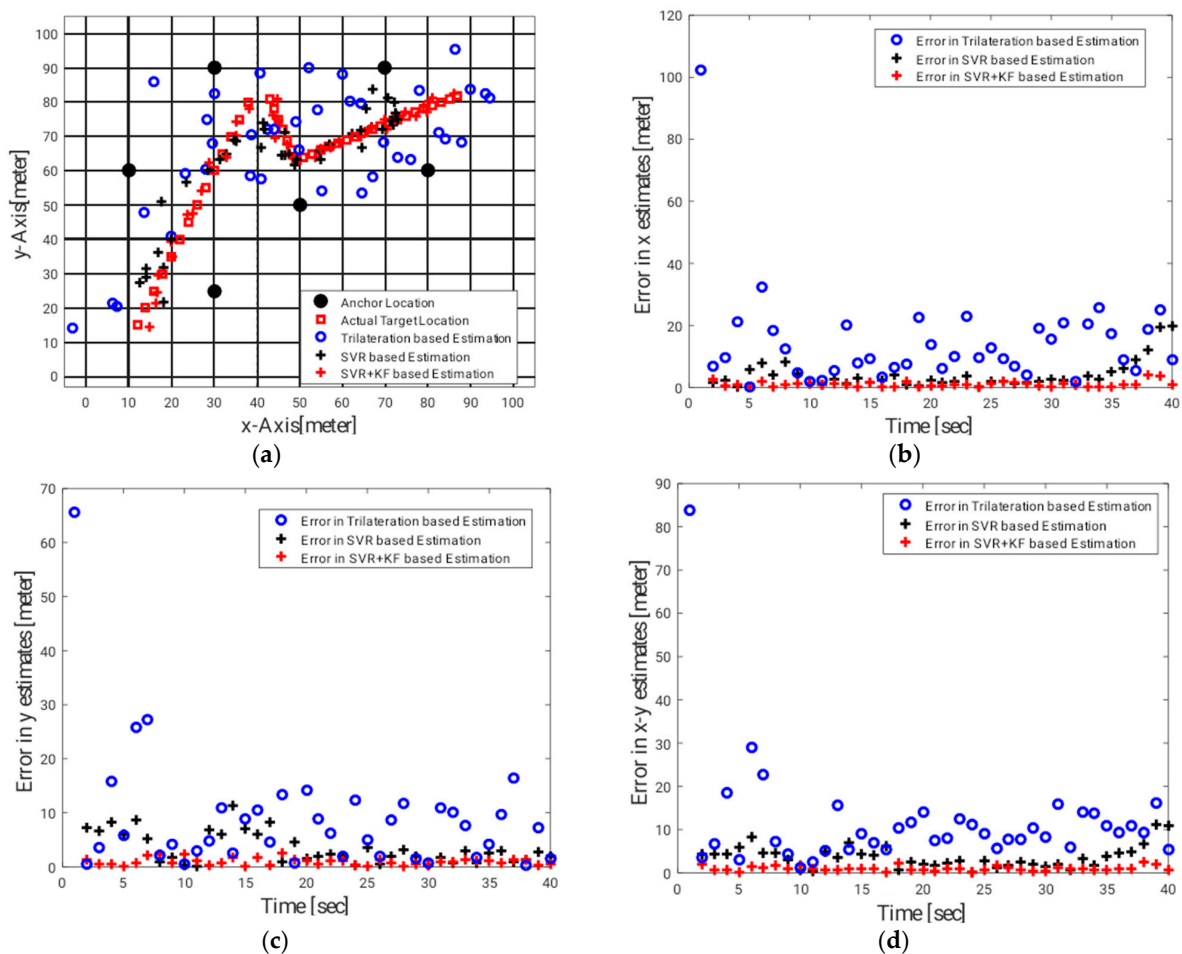 100
90
80
70
60
50
40
30
20
10
0
y-Axis[meter]
Anchor Location
Actual Target Location
Trilateration based Estimation
SVR based Estimation
SVR+KF based Estimation
0 10 20 30 40 50 60 70 80 90 100
x-Axis[meter]
(a)
120
100
80
60
40
20
0
Error in x estimates [meter]
Error in Trilateration based Estimation
Error in SVR based Estimation
Error in SVR+KF based Estimation
0 5 10 15 20 25 30 35 40
Time [sec]
(b)
70
60
50
40
30
20
10
0
Error in y estimates [meter]
Error in Trilateration based Estimation
Error in SVR based Estimation
Error in SVR+KF based Estimation
0 5 10 15 20 25 30 35 40
Time [sec]
(c)
90
80
70
60
50
40
30
20
10
0
Error in x-y estimates [meter]
Error in Trilateration based Estimation
Error in SVR based Estimation
Error in SVR+KF based Estimation
0 5 10 15 20 25 30 35 40
Time [sec]
(d)